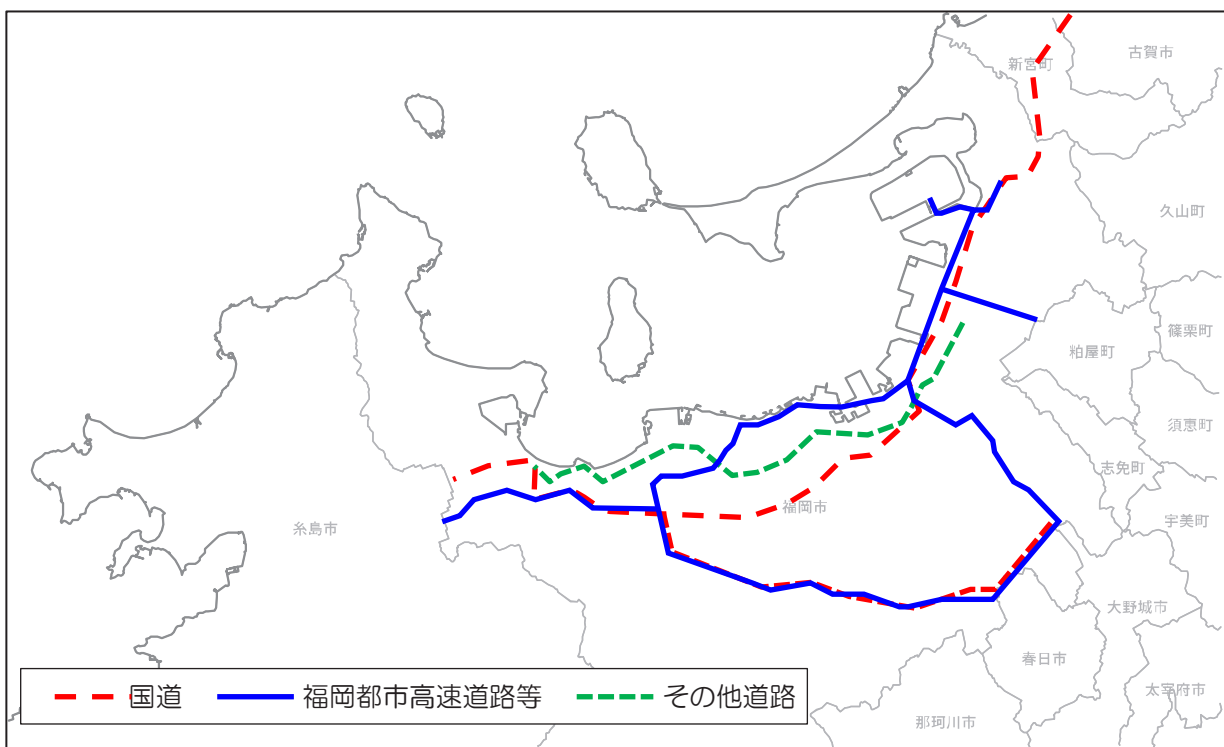 古賀市
新宮町
久山町
篠栗町
粕屋町
須恵町
志免町
福岡市
宇美町
糸島市
大野城市
春日市
太宰府市
那珂川市
国道
福岡都市高速道路等
その他道路